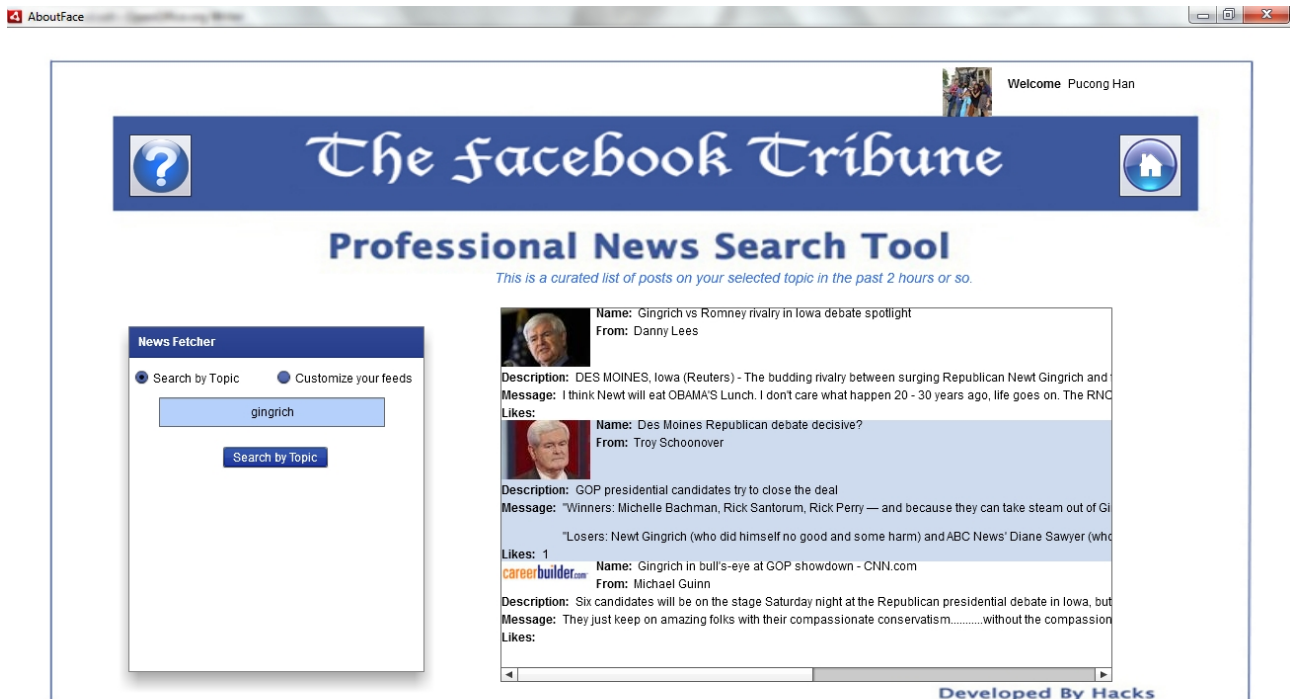 AboutFace
Welcome Pucong Han
The Facebook Tribune
Professional News Search Tool
This is a curated list of posts on your selected topic in the past 2 hours or so.
News Fetcher
Search by Topic Customize your feeds
gingrich
Search by Topic
Name: Gingrich vs Romney rivalry in Iowa debate spotlight
From: Danny Lees
Description: DES MOINES, Iowa (Reuters) - The budding rivalry between surging Republican Newt Gingrich and
Message: I think Newt will eat OBAMA'S Lunch. I don't care what happen 20 - 30 years ago, life goes on. The RNC
Likes:
Name: Des Moines Republican debate decisive?
From: Troy Schoonover
Description: GOP presidential candidates try to close the deal
Message: "Winners: Michelle Bachman, Rick Santorum, Rick Perry — and because they can take steam out of Gi
"Losers: Newt Gingrich (who did himself no good and some harm) and ABC News' Diane Sawyer (who
Likes: 1
careerbuilder.com
Name: Gingrich in bull's-eye at GOP showdown - CNN.com
From: Michael Guinn
Description: Six candidates will be on the stage Saturday night at the Republican presidential debate in Iowa, but
Message: They just keep on amazing folks with their compassionate conservatism...........without the compassion
Likes:
Developed By Hacks